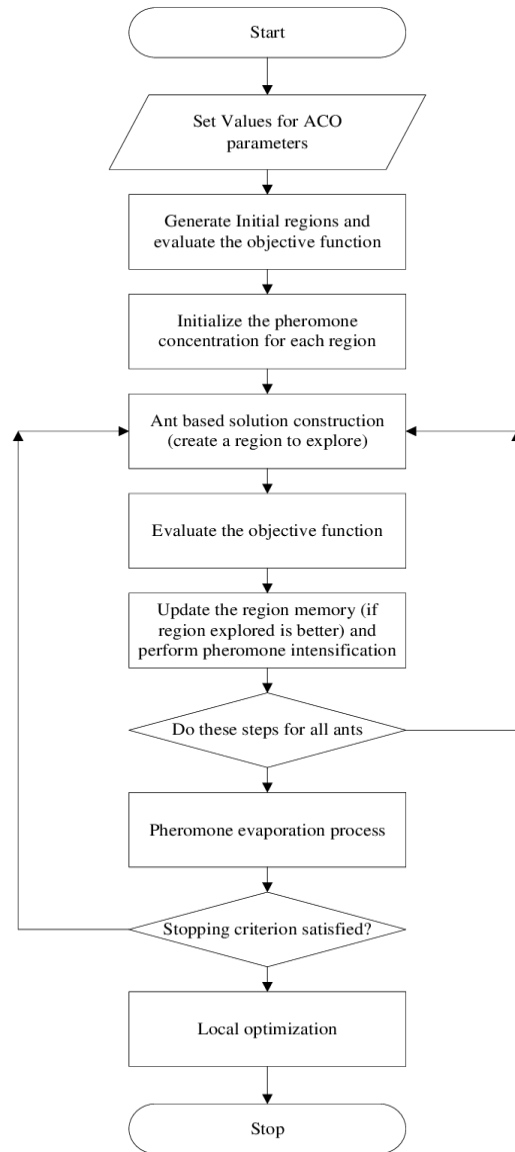 Start
Set Values for ACO
parameters
Generate Initial regions and
evaluate the objective function
Initialize the pheromone
concentration for each region
Ant based solution construction
(create a region to explore)
Evaluate the objective function
Update the region memory (if
region explored is better) and
perform pheromone intensification
Do these steps for all ants
Pheromone evaporation process
Stopping criterion satisfied?
Local optimization
Stop